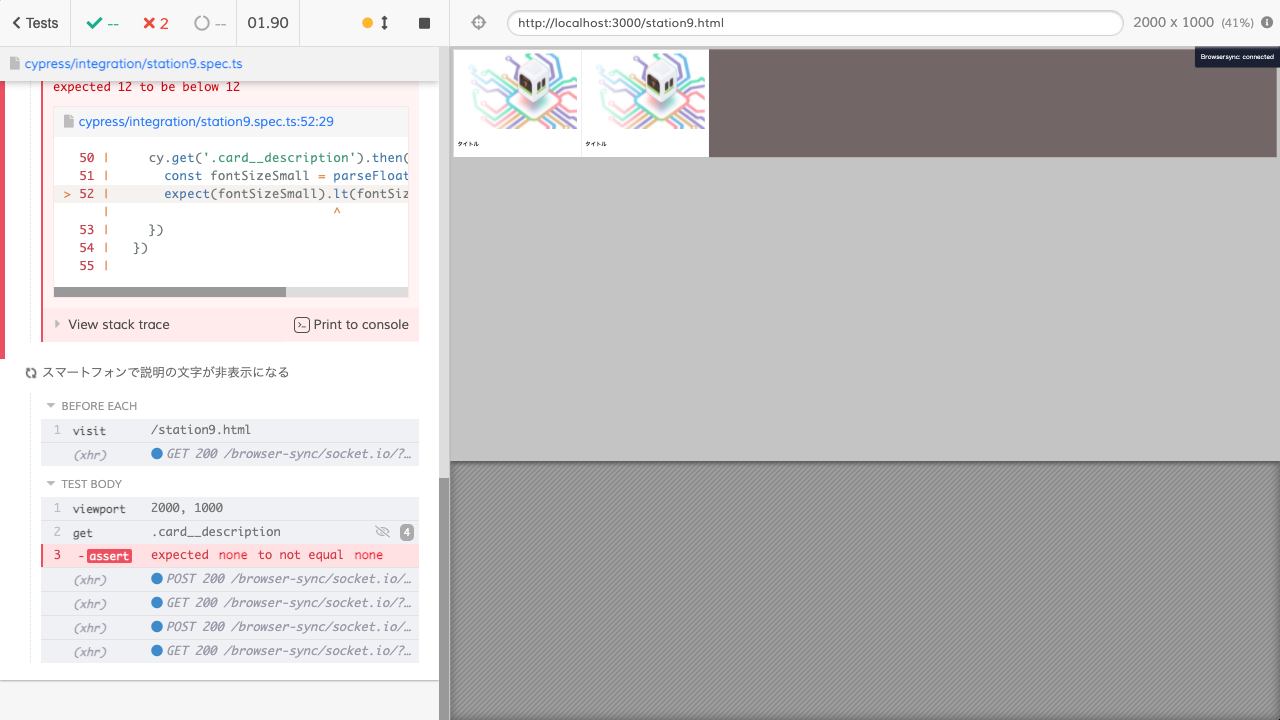 Tests
--
2
--
01.90
http://localhost:3000/station9.html
2000 x 1000 (41%)
cypress/integration/station9.spec.ts
Browsersync: connected
expected 12 to be below 12
cypress/integration/station9.spec.ts:52:29
50 | cy.get('.card__description').then(
51 | const fontSizeSmall = parseFloat
> 52 | expect(fontSizeSmall).lt(fontSiz
| ^
53 | })
54 | })
55 |
View stack trace
Print to console
タイトル
タイトル
スマートフォンで説明の文字が非表示になる
BEFORE EACH
1 visit /station9.html
(xhr) GET 200 /browser-sync/socket.io/?…
TEST BODY
1 viewport 2000, 1000
2 get .card__description 4
3 -assert expected none to not equal none
(xhr) POST 200 /browser-sync/socket.io/…
(xhr) GET 200 /browser-sync/socket.io/?…
(xhr) POST 200 /browser-sync/socket.io/…
(xhr) GET 200 /browser-sync/socket.io/?…